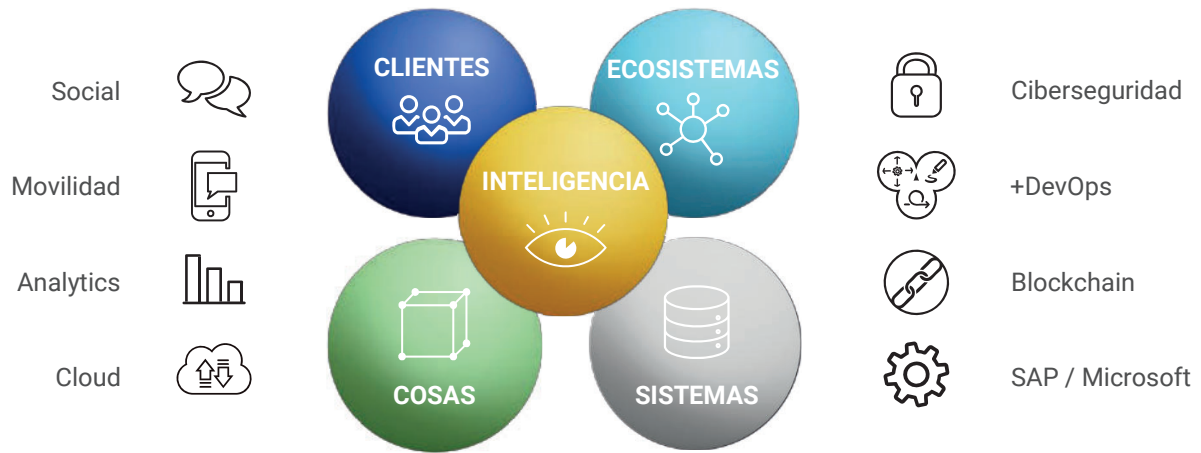 Social
Movilidad
Analytics
Cloud
CLIENTES
ECOSISTEMAS
INTELIGENCIA
COSAS
SISTEMAS
Ciberseguridad
+DevOps
Blockchain
SAP / Microsoft